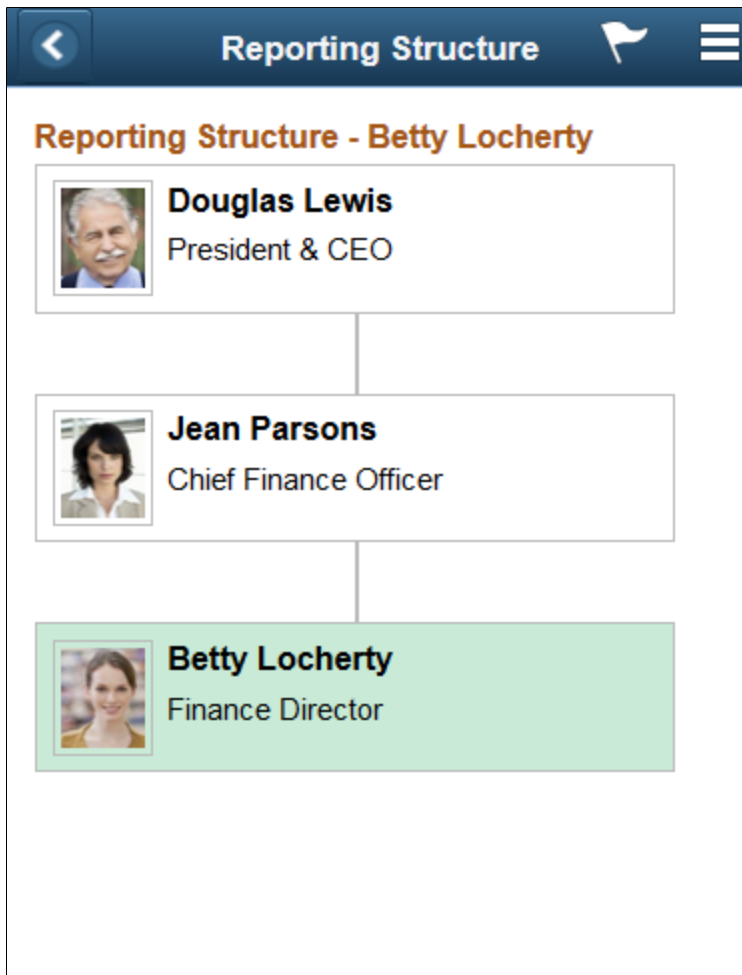 Reporting Structure
Reporting Structure - Betty Locherty
Douglas Lewis
President & CEO
Jean Parsons
Chief Finance Officer
Betty Locherty
Finance Director